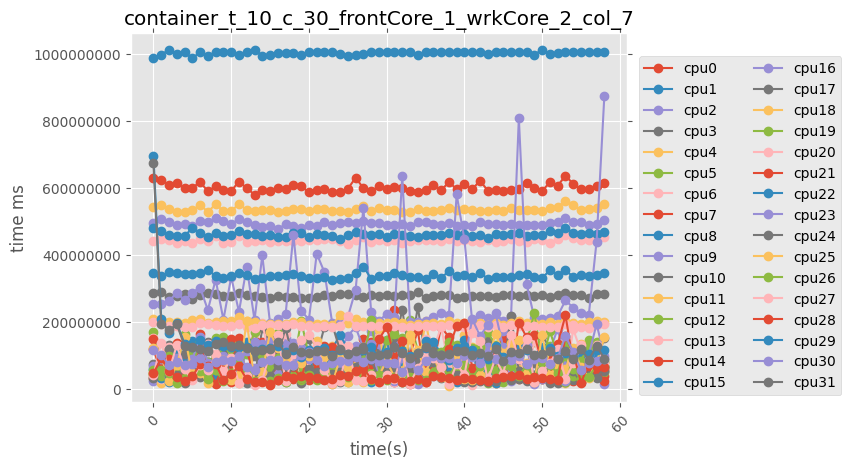 container_t_10_c_30_frontCore_1_wrkCore_2_col_7
1000000000
800000000
600000000
400000000
200000000
0
time ms
0 10 20 30 40 50 60
time(s)
cpu0 cpu16
cpu1 cpu17
cpu2 cpu18
cpu3 cpu19
cpu4 cpu20
cpu5 cpu21
cpu6 cpu22
cpu7 cpu23
cpu8 cpu24
cpu9 cpu25
cpu10 cpu26
cpu11 cpu27
cpu12 cpu28
cpu13 cpu29
cpu14 cpu30
cpu15 cpu31